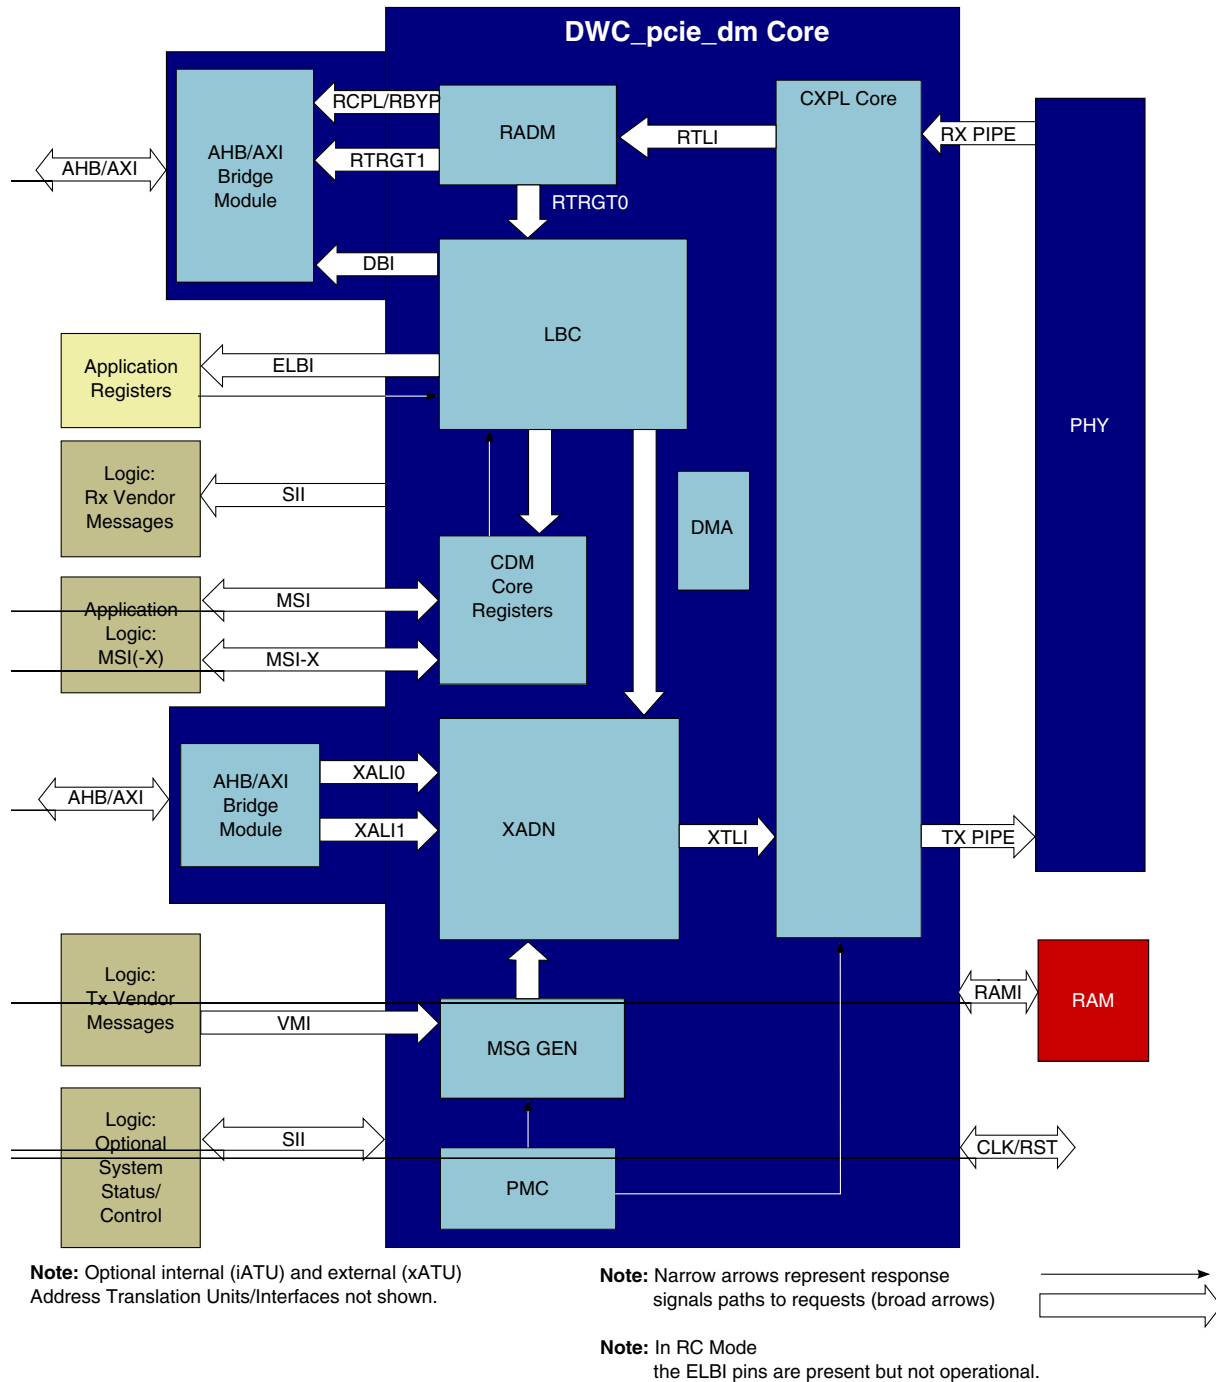 DWC_pcie_dm Core
RCPL/RBYP
RADM
CXPL Core
RTLI
RX PIPE
AHB/AXI
AHB/AXI
Bridge
Module
RTRGT1
RTRGT0
DBI
LBC
Application
Registers
ELBI
PHY
Logic:
Rx Vendor
Messages
SII
DMA
CDM
Core
Registers
Application
Logic:
MSI(-X)
MSI
MSI-X
AHB/AXI
AHB/AXI
Bridge
Module
XALI0
XALI1
XADN
XTLI
TX PIPE
Logic:
Tx Vendor
Messages
VMI
MSG GEN
RAMI
RAM
Logic:
Optional
System
Status/
Control
SII
PMC
CLK/RST
Note: Optional internal (iATU) and external (xATU)
Address Translation Units/Interfaces not shown.
Note: Narrow arrows represent response
signals paths to requests (broad arrows)
Note: In RC Mode
the ELBI pins are present but not operational.